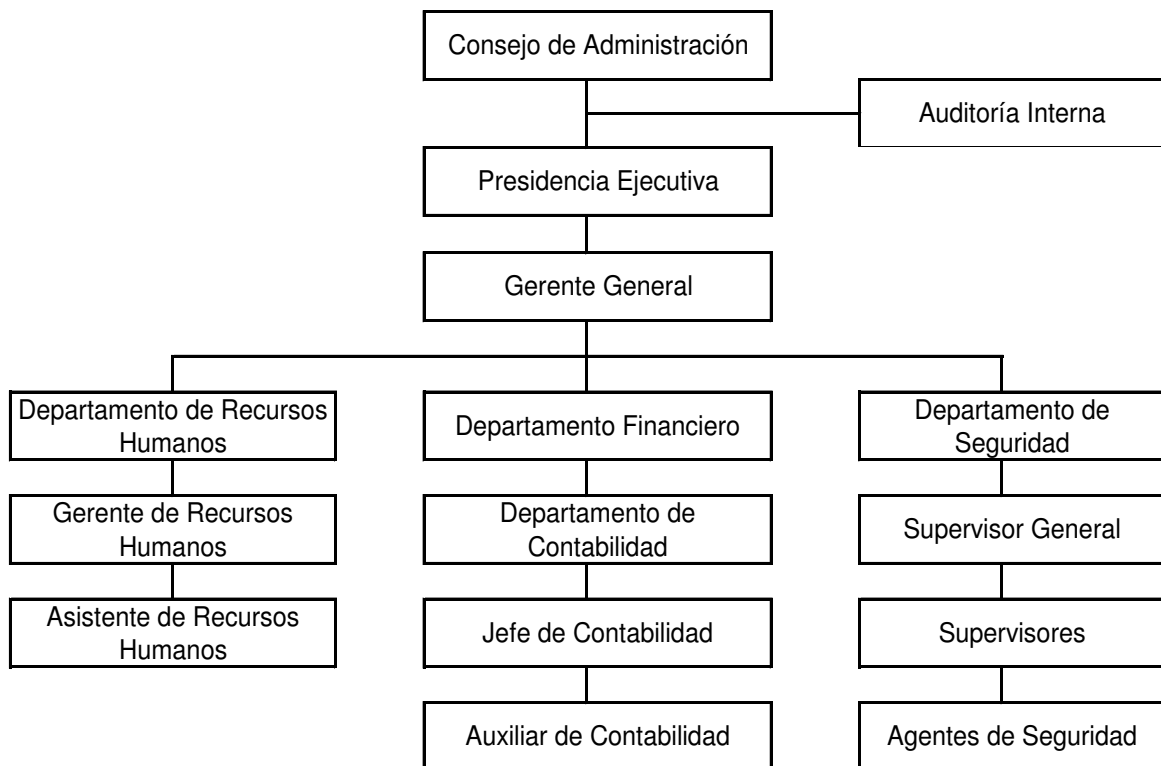 Consejo de Administración
Auditoría Interna
Presidencia Ejecutiva
Gerente General
Departamento de Recursos
Humanos
Departamento Financiero
Departamento de
Seguridad
Gerente de Recursos
Humanos
Departamento de
Contabilidad
Supervisor General
Asistente de Recursos
Humanos
Jefe de Contabilidad
Supervisores
Auxiliar de Contabilidad
Agentes de Seguridad